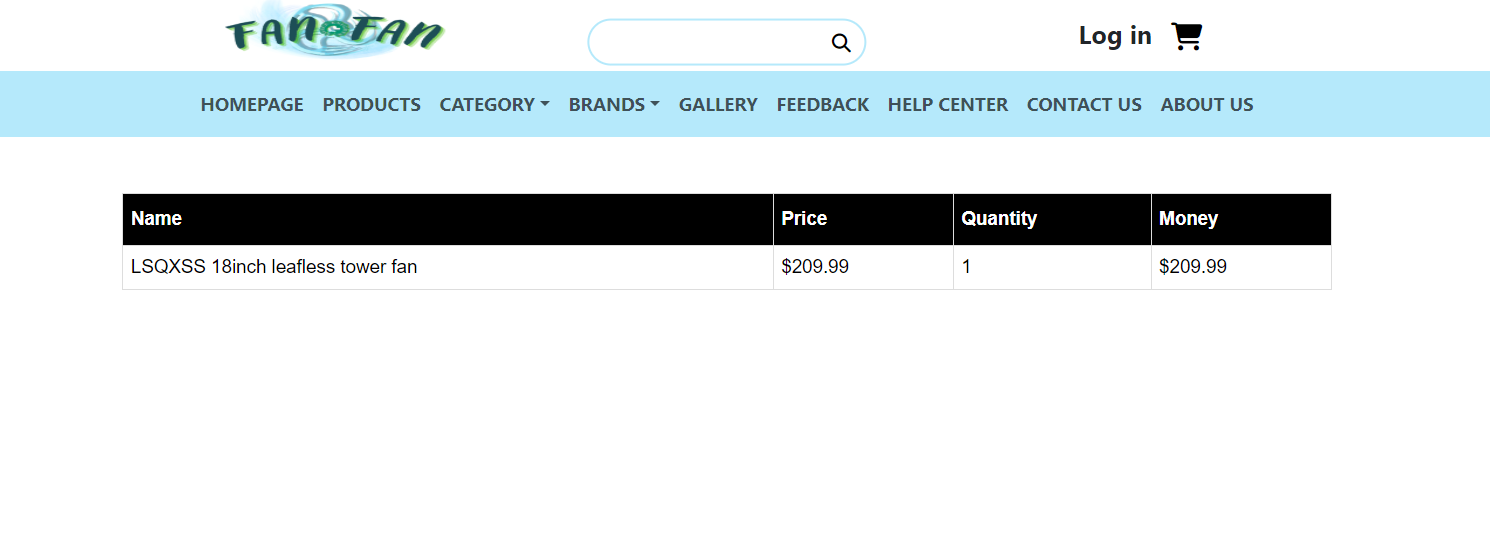 FAN FAN
Log in
HOMEPAGE PRODUCTS CATEGORY BRANDS GALLERY FEEDBACK HELP CENTER CONTACT US ABOUT US
Name Price Quantity Money
LSQXSS 18inch leafless tower fan $209.99 1 $209.99